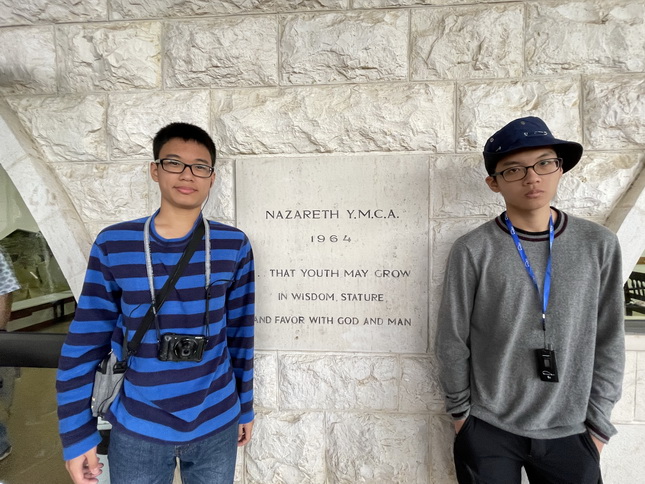 NAZARETH Y.M.C.A.
1964
. THAT YOUTH MAY GROW
IN WISDOM, STATURE
AND FAVOR WITH GOD AND MAN